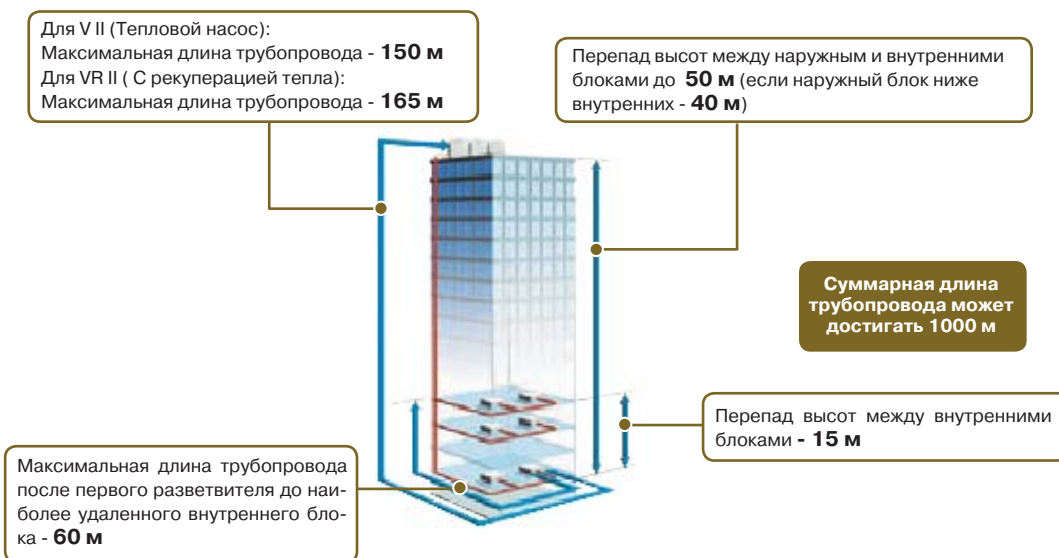 Для V II (Тепловой насос):
Максимальная длина трубопровода - 150 м
Для VR II ( С рекуперацией тепла):
Максимальная длина трубопровода - 165 м
Перепад высот между наружным и внутренними
блоками до 50 м (если наружный блок ниже
внутренних - 40 м)
Суммарная длина
трубопровода может
достигать 1000 м
Перепад высот между внутренними
блоками - 15 м
Максимальная длина трубопровода
после первого разветвителя до наи-
более удаленного внутреннего бло-
ка - 60 м